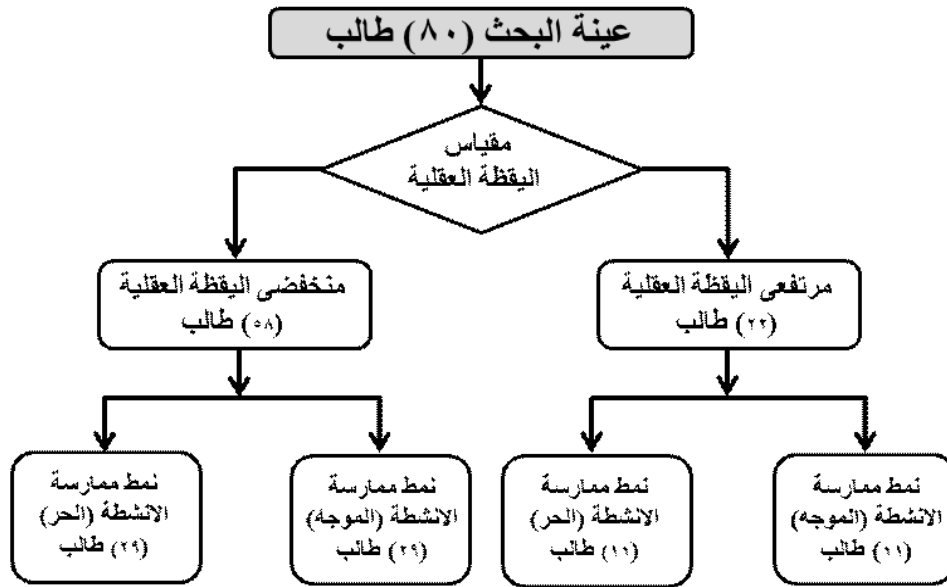 عينة البحث (٨٠) طالب
مقياس
اليقظة العقلية
مرتفعى اليقظة العقلية
(٢٢) طالب
منخفضى اليقظة العقلية
(٥٨) طالب
نمط ممارسة
الانشطة (الموجه)
(١١) طالب
نمط ممارسة
الانشطة (الحر)
(١١) طالب
نمط ممارسة
الانشطة (الموجه)
(٢٩) طالب
نمط ممارسة
الانشطة (الحر)
(٢٩) طالب